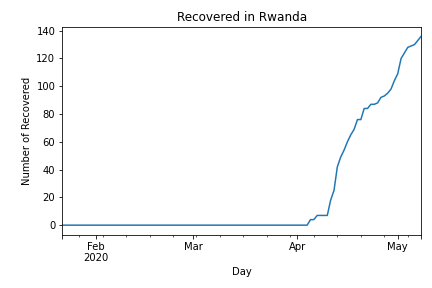 Recovered in Rwanda
Number of Recovered
140
120
100
80
60
40
20
0
Feb
2020
Mar
Apr
May
Day